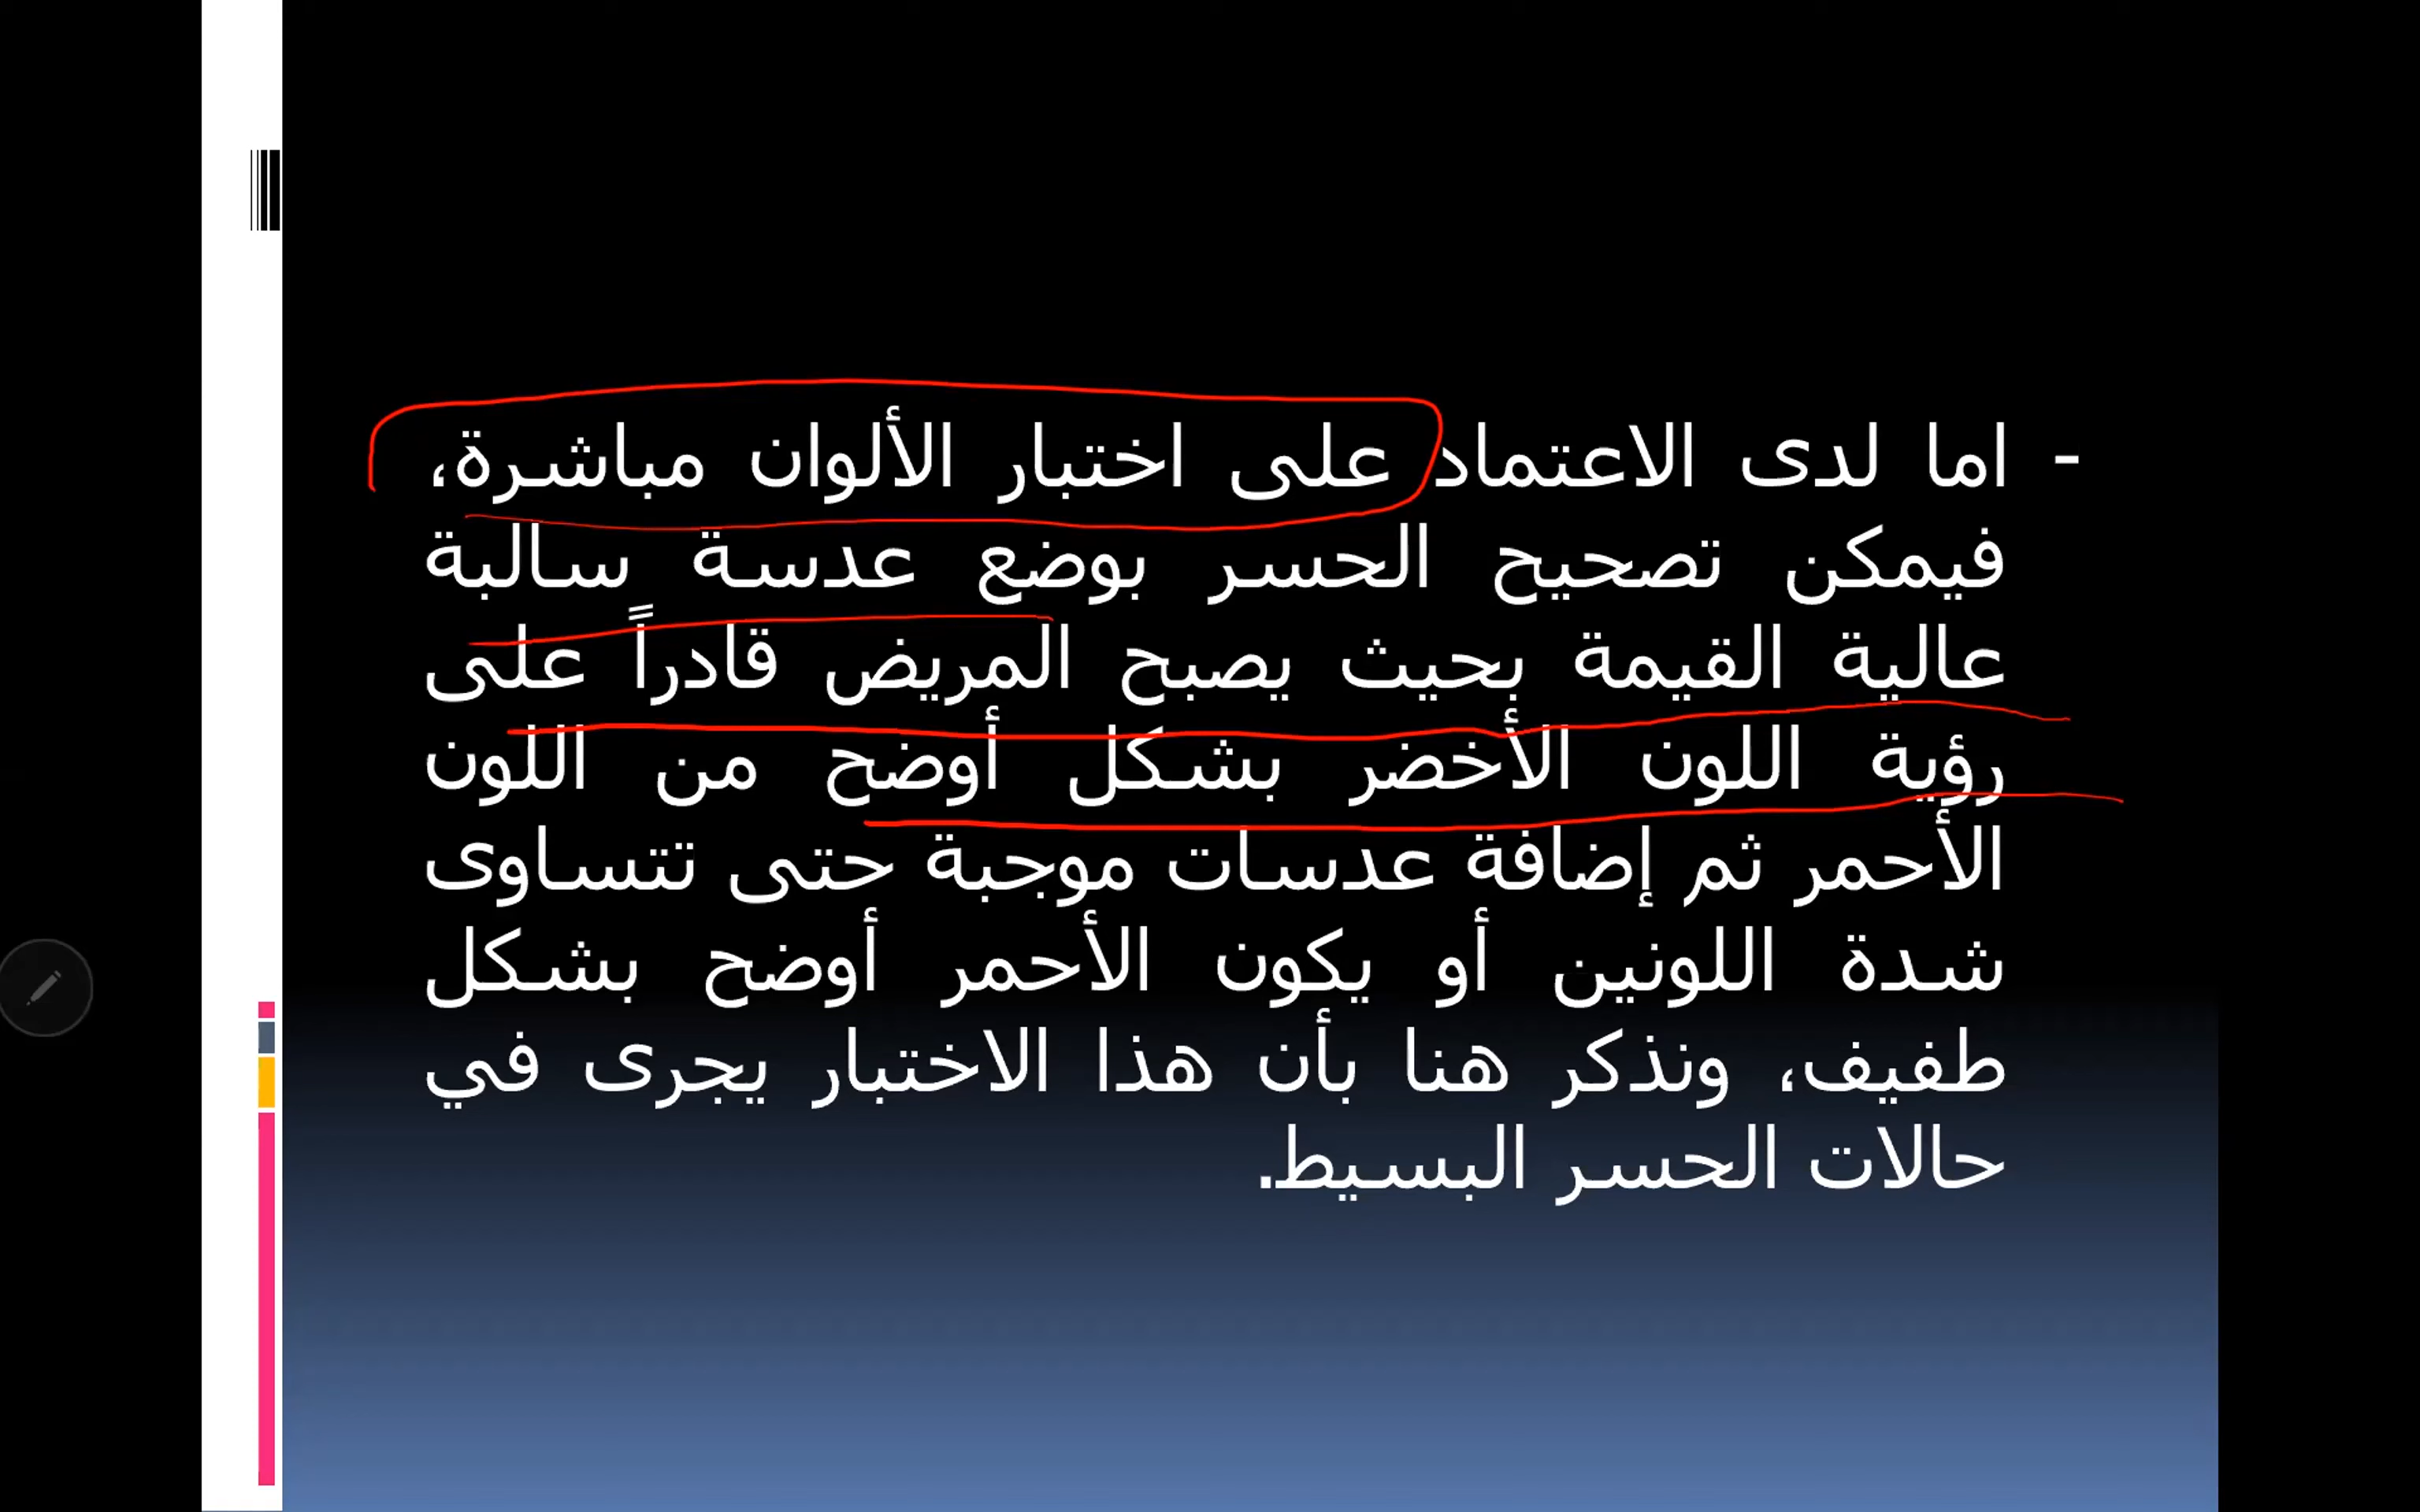 - اما لدى الاعتماد على اختبار الألوان مباشرة،
فيمكن تصحيح الحسر بوضع عدسة سالبة
عالية القيمة بحيث يصبح المريض قادراً على
رؤية اللون الأخضر بشكل أوضح من اللون
الأحمر ثم إضافة عدسات موجبة حتى تتساوى
شدة اللونين أو يكون الأحمر أوضح بشكل
طفيف، ونذكر هنا بأن هذا الاختبار يجرى في
حالات الحسر البسيط.